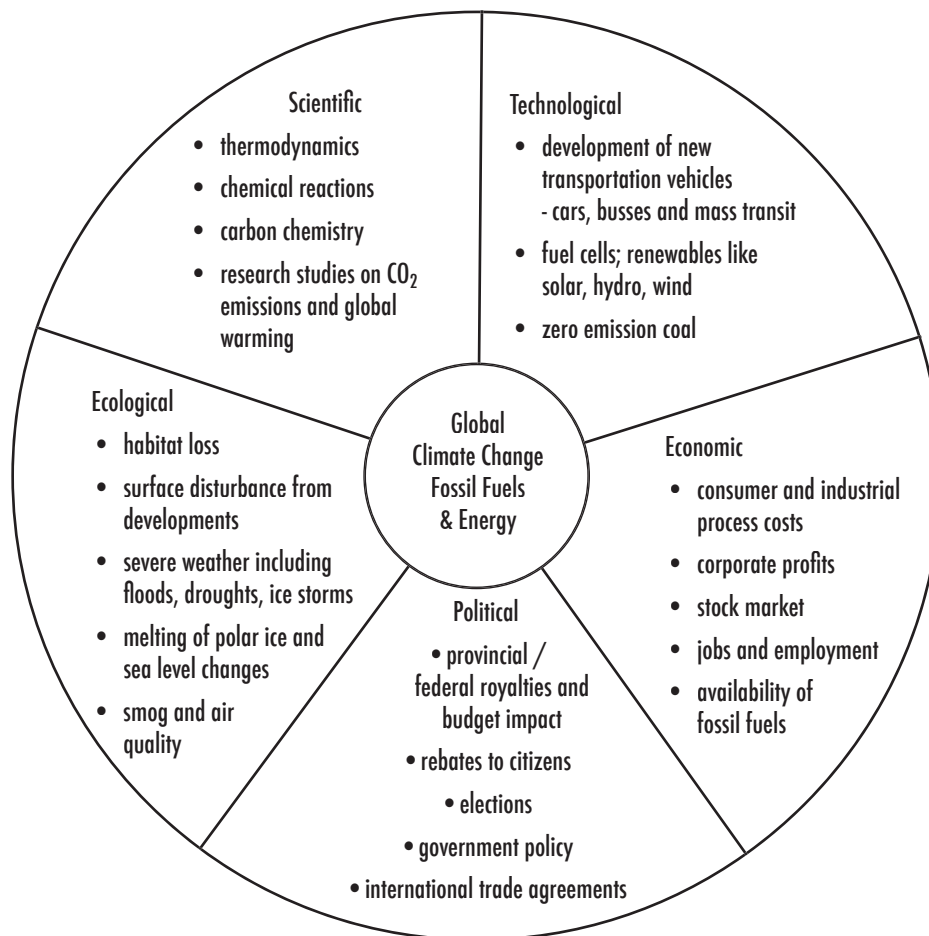 Scientific
• thermodynamics
• chemical reactions
• carbon chemistry
• research studies on CO₂
emissions and global
warming
Technological
• development of new
transportation vehicles
- cars, busses and mass transit
• fuel cells; renewables like
solar, hydro, wind
• zero emission coal
Ecological
• habitat loss
• surface disturbance from
developments
• severe weather including
floods, droughts, ice storms
• melting of polar ice and
sea level changes
• smog and air
quality
Global
Climate Change
Fossil Fuels
& Energy
Economic
• consumer and industrial
process costs
• corporate profits
• stock market
• jobs and employment
• availability of
fossil fuels
Political
• provincial /
federal royalties and
budget impact
• rebates to citizens
• elections
• government policy
• international trade agreements